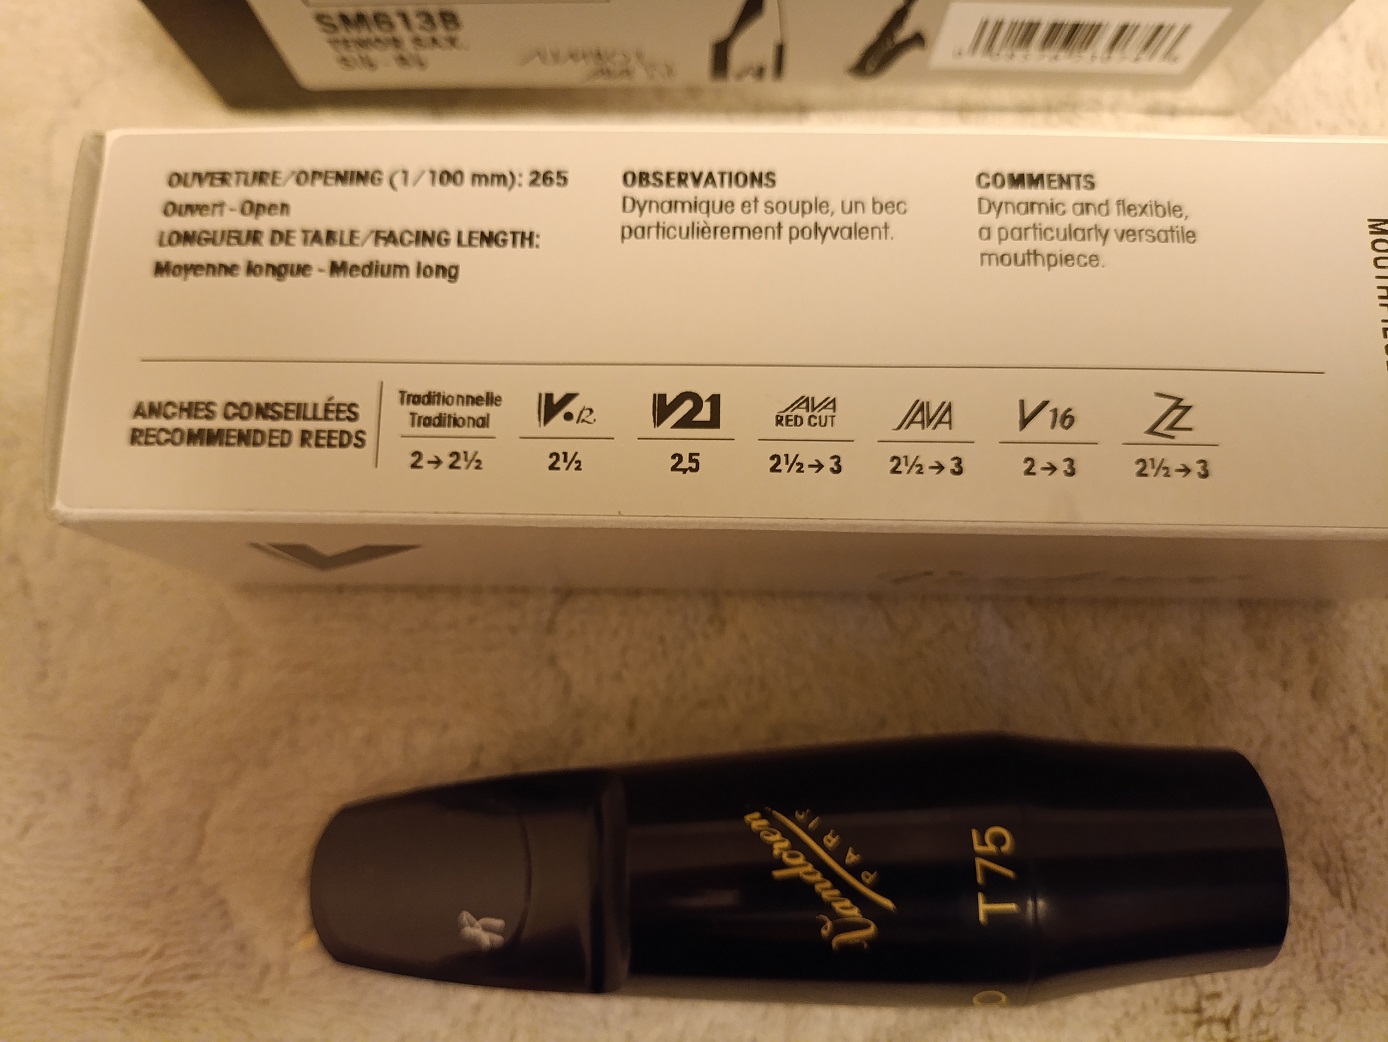 SM613B
TENOR SAX.
OUVERTURE/OPENING (1/100 mm): 265
Ouvert - Open
LONGUEUR DE TABLE/FACING LENGTH:
Moyenne longue - Medium long
OBSERVATIONS
Dynamique et souple, un bec
particulièrement polyvalent.
COMMENTS
Dynamic and flexible,
a particularly versatile
mouthpiece.
ANCHES CONSEILLÉES
RECOMMENDED REEDS
Traditionnelle
Traditional
2→2½
V•12
2½
V21
2,5
JAVA
RED CUT
2½→3
JAVA
2½→3
V16
2→3
ZZ
2½→3
Vandoren
PARIS
T75